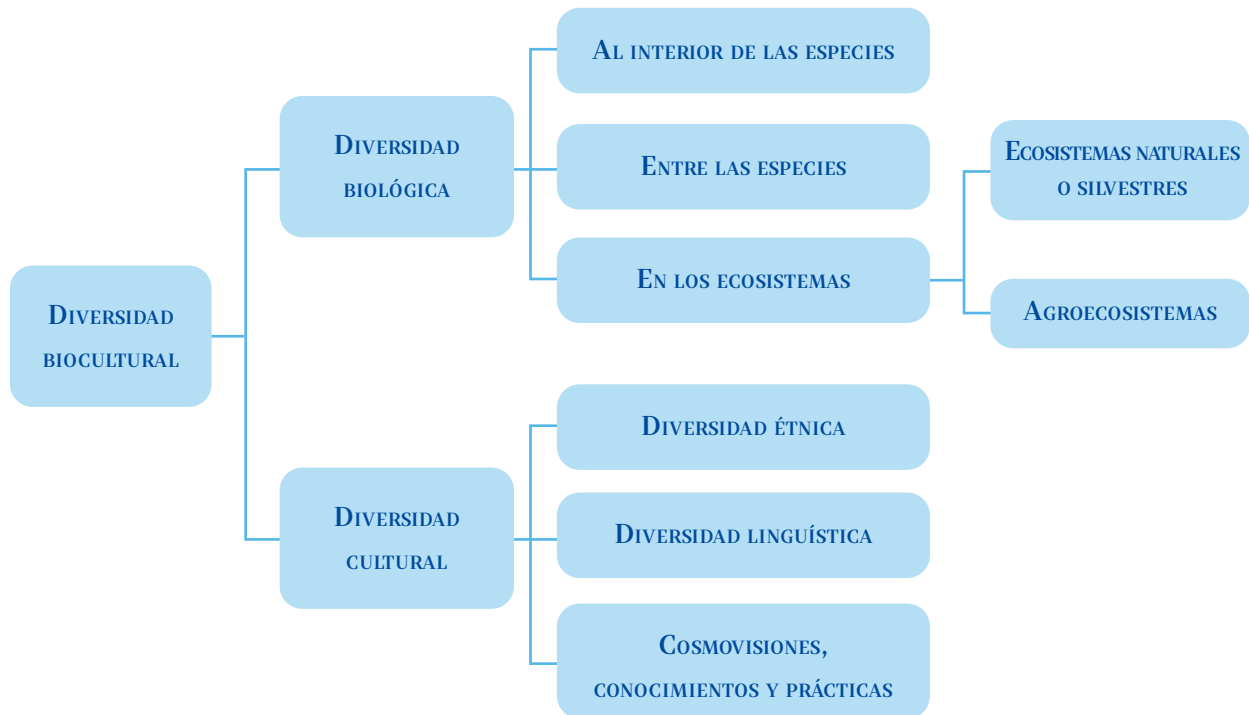 Diversidad
biocultural
Diversidad
biológica
Al interior de las especies
Entre las especies
En los ecosistemas
Ecosistemas naturales
o silvestres
Agroecosistemas
Diversidad
cultural
Diversidad étnica
Diversidad linguística
Cosmovisiones,
conocimientos y prácticas